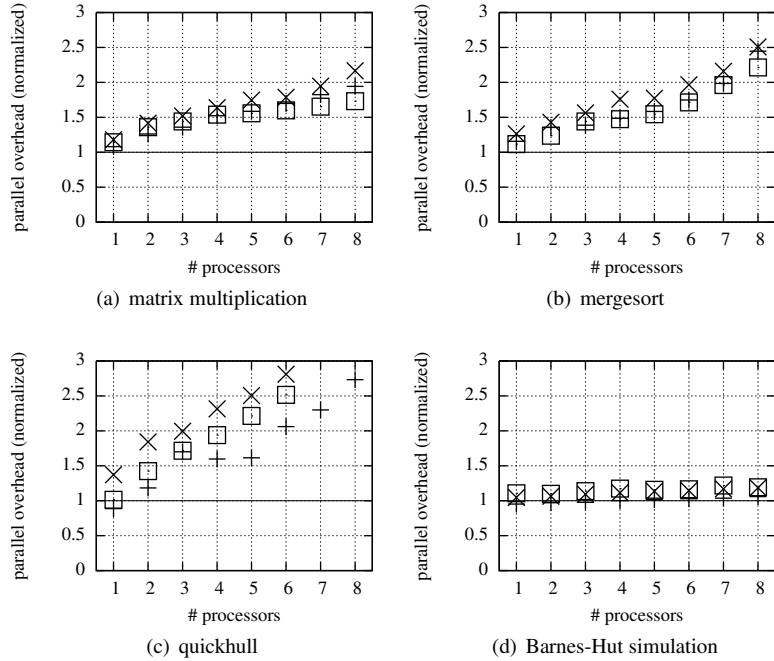 parallel overhead (normalized)
3
2.5
2
1.5
1
0.5
0
1 2 3 4 5 6 7 8
# processors
(a) matrix multiplication
parallel overhead (normalized)
3
2.5
2
1.5
1
0.5
0
1 2 3 4 5 6 7 8
# processors
(b) mergesort
parallel overhead (normalized)
3
2.5
2
1.5
1
0.5
0
1 2 3 4 5 6 7 8
# processors
(c) quickhull
parallel overhead (normalized)
3
2.5
2
1.5
1
0.5
0
1 2 3 4 5 6 7 8
# processors
(d) Barnes-Hut simulation